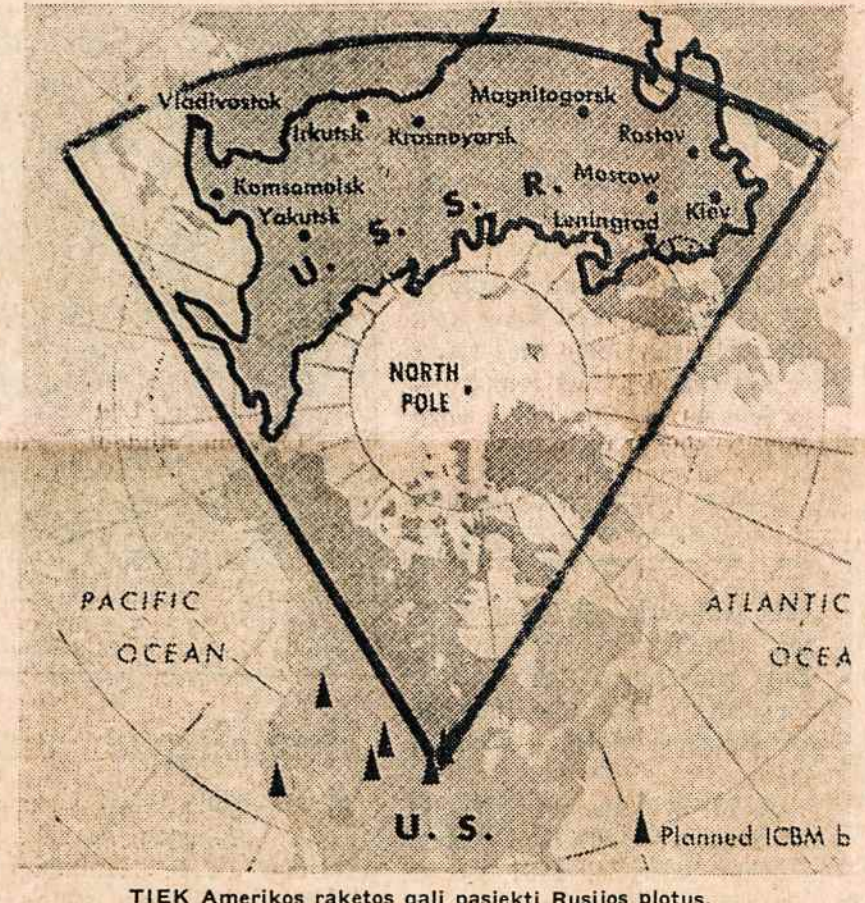 Vladivostok
Magnitogorsk
Irkutsk
Krasnoyarsk
Rostov
Komsomolsk
Moscow
U. S. S. R.
Yakutsk
Leningrad
Kiev
NORTH
POLE
PACIFIC
OCEAN
ATLANTIC
OCEA
U. S.
Planned ICBM b
TIEK Amerikos raketos gali pasiekti Rusijos plotus.